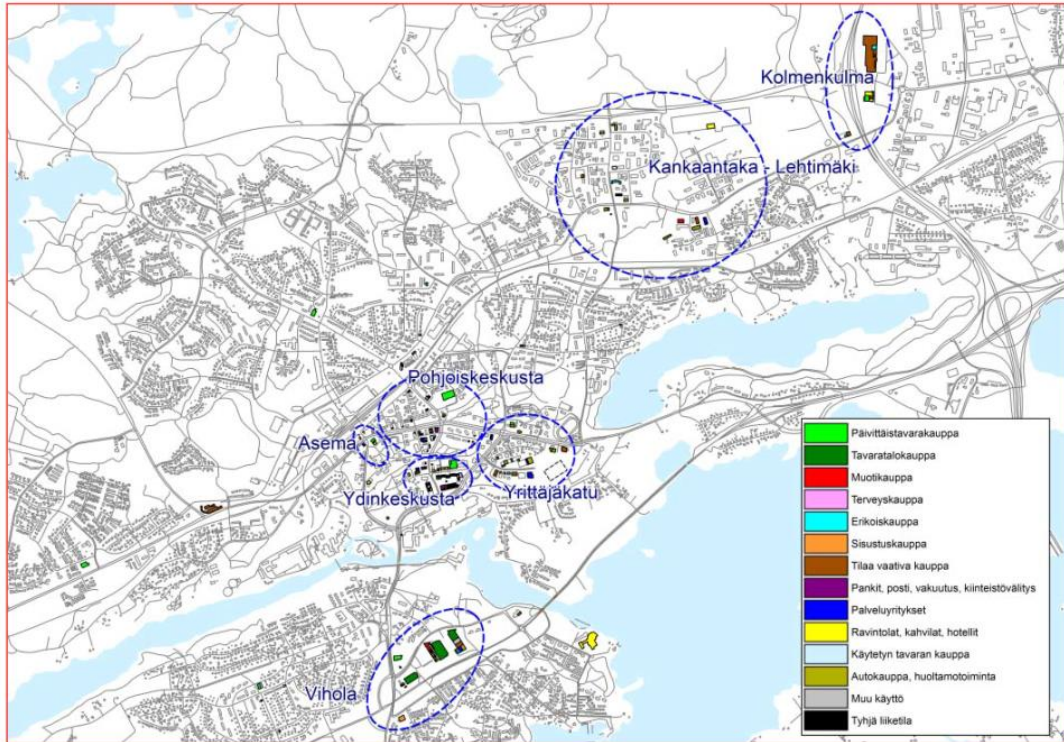 Kolmenkulma
Kankaantaka - Lehtimäki
Pohjoiskeskusta
Asema
Ydinkeskusta
Yrittäjäkatu
Vihola
Päivittäistavarakauppa
Tavaratalokauppa
Muotikauppa
Terveyskauppa
Erikoiskauppa
Sisustuskauppa
Tilaa vaativa kauppa
Pankit, posti, vakuutus, kiinteistövälitys
Palveluyritykset
Ravintolat, kahvilat, hotellit
Käytetyn tavaran kauppa
Autokauppa, huoltamotoiminta
Muu käyttö
Tyhjä liiketila